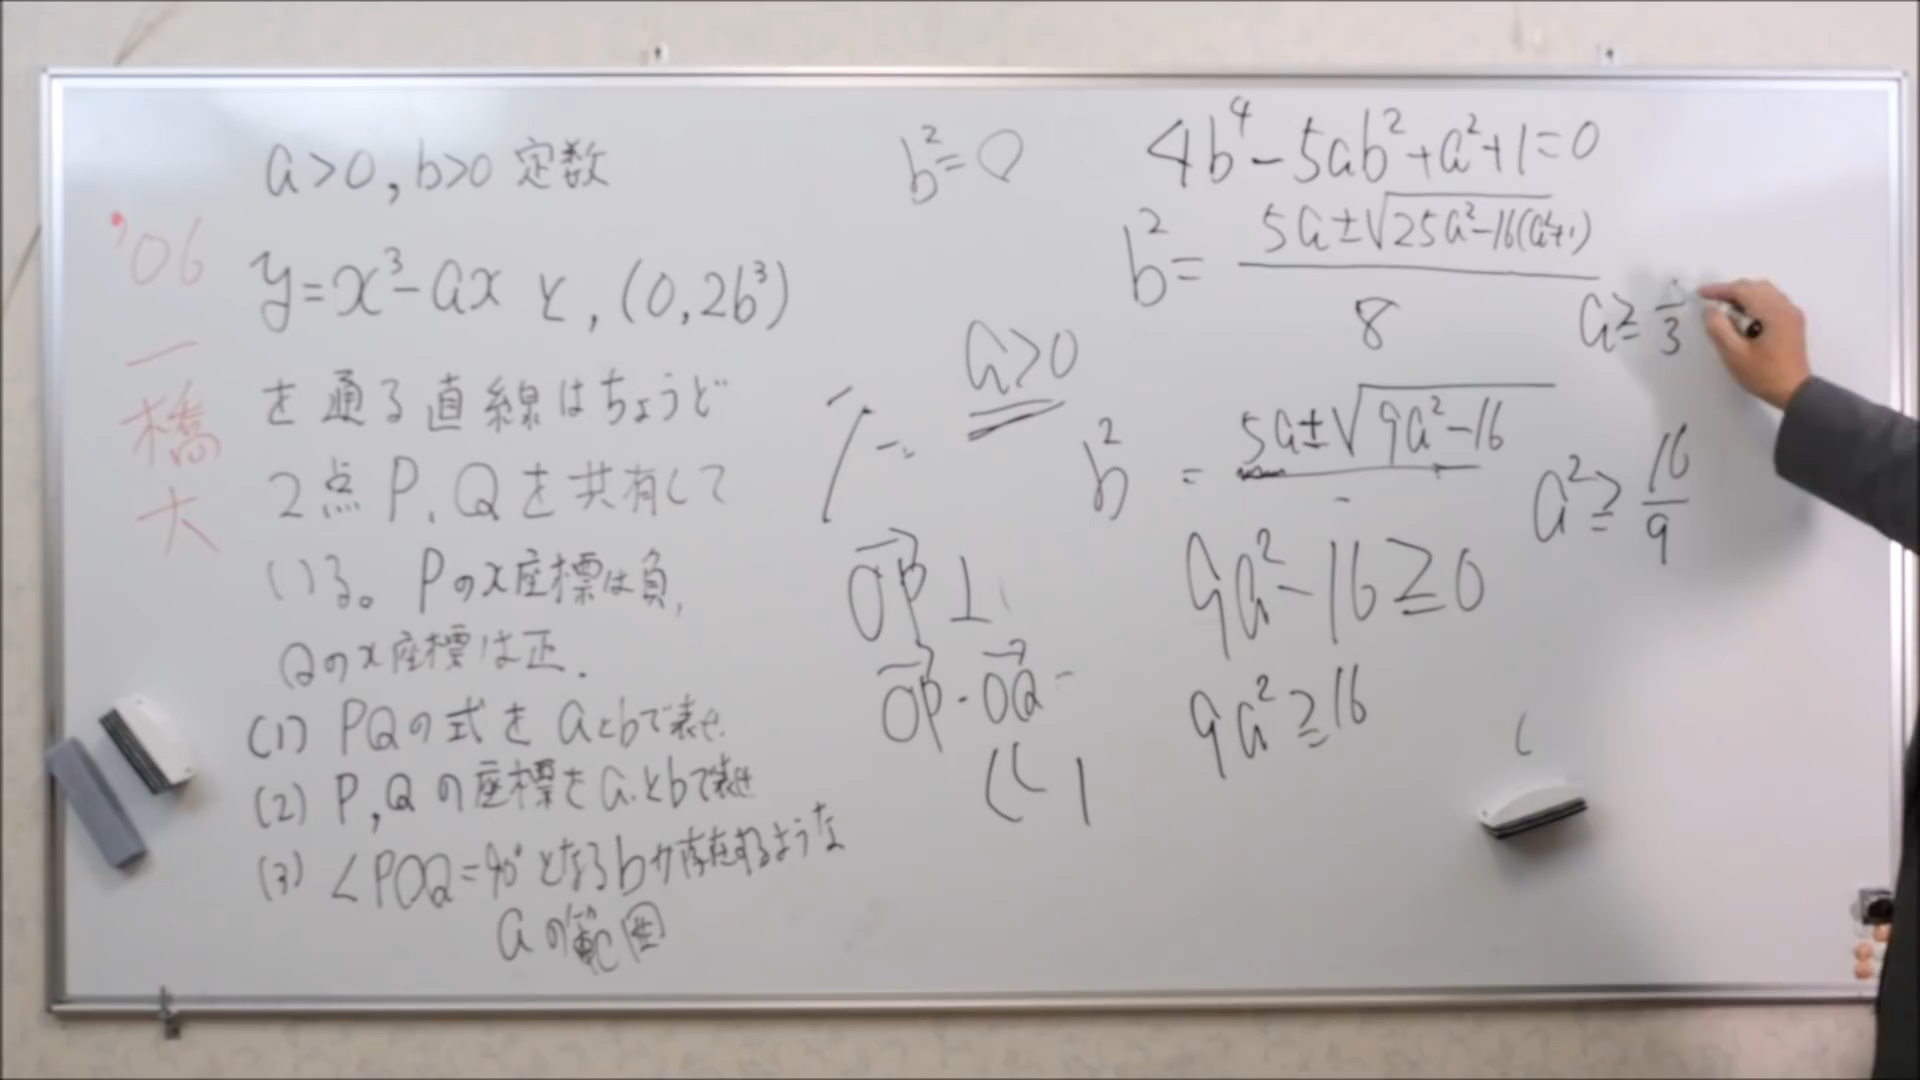 '06
一
橋
大
a>0, b>0 定数
y=x³-ax と, (0, 2b³)
を通る直線はちょうど
2点 P, Q を共有して
いる。Pのx座標は負,
Qのx座標は正.
(1) PQの式をaとbで表せ.
(2) P, Qの座標をaとbで表せ
(3) ∠POQ=90°となるbが存在するような
aの範囲
b²=0
a>0
OP⊥
OP・OQ
4b⁴-5ab²+a²+1=0
b²= 5a±√25a²-16(a²+1)
8
a≧ /3
b² = 5a±√9a²-16
a²≧ 16/9
9a²-16≧0
9a²≧16